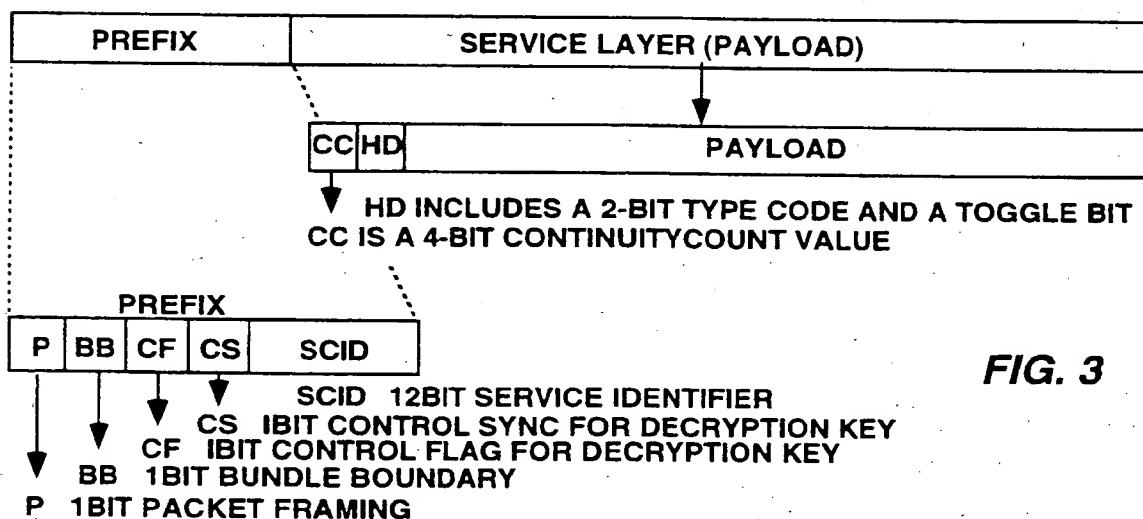 PREFIX SERVICE LAYER (PAYLOAD)
CC HD PAYLOAD
HD INCLUDES A 2-BIT TYPE CODE AND A TOGGLE BIT
CC IS A 4-BIT CONTINUITYCOUNT VALUE
PREFIX
P BB CF CS SCID
FIG. 3
SCID 12BIT SERVICE IDENTIFIER
CS IBIT CONTROL SYNC FOR DECRYPTION KEY
CF IBIT CONTROL FLAG FOR DECRYPTION KEY
BB 1BIT BUNDLE BOUNDARY
P 1BIT PACKET FRAMING